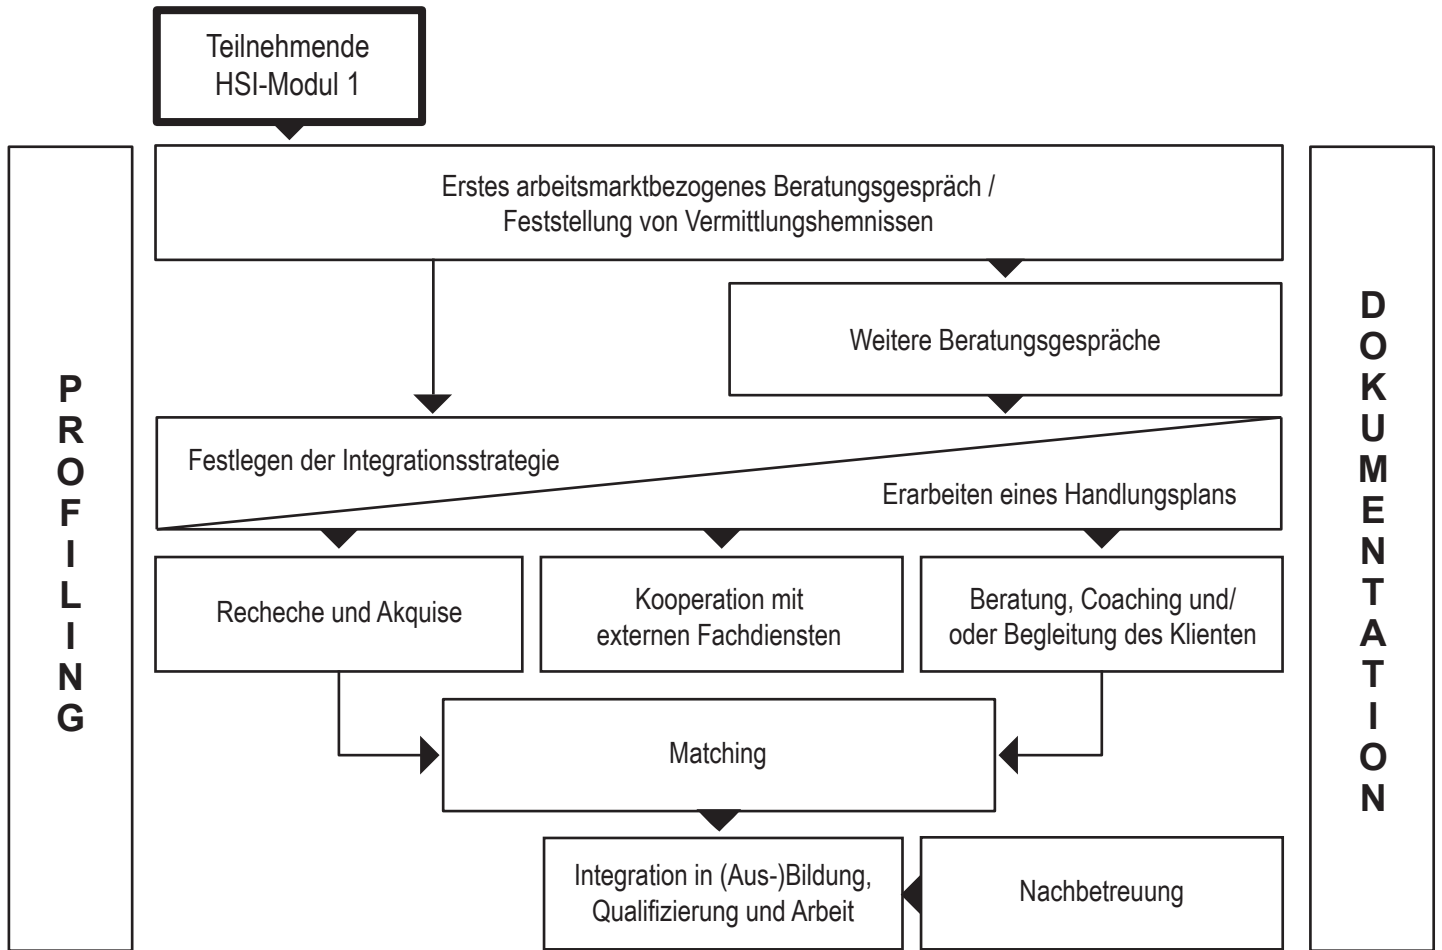 Teilnehmende
HSI-Modul 1
Erstes arbeitsmarktbezogenes Beratungsgespräch /
Feststellung von Vermittlungshemnissen
Weitere Beratungsgespräche
PROFILING
DOKUMENTATION
Festlegen der Integrationsstrategie
Erarbeiten eines Handlungsplans
Recheche und Akquise
Kooperation mit
externen Fachdiensten
Beratung, Coaching und/
oder Begleitung des Klienten
Matching
Integration in (Aus-)Bildung,
Qualifizierung und Arbeit
Nachbetreuung